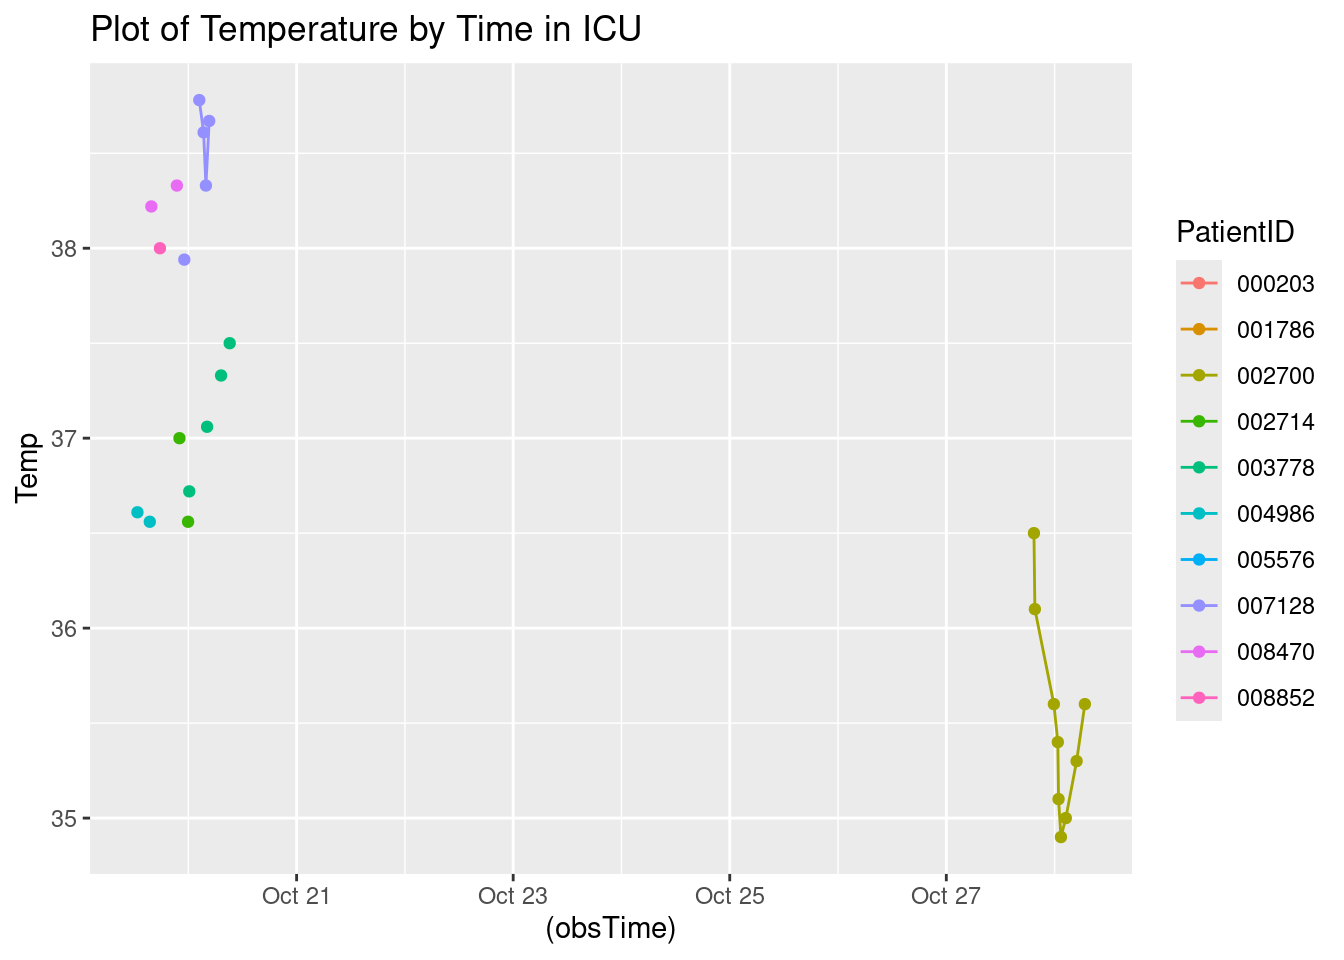 Plot of Temperature by Time in ICU
38
37
36
35
Temp
Oct 21 Oct 23 Oct 25 Oct 27
(obsTime)
PatientID
000203
001786
002700
002714
003778
004986
005576
007128
008470
008852